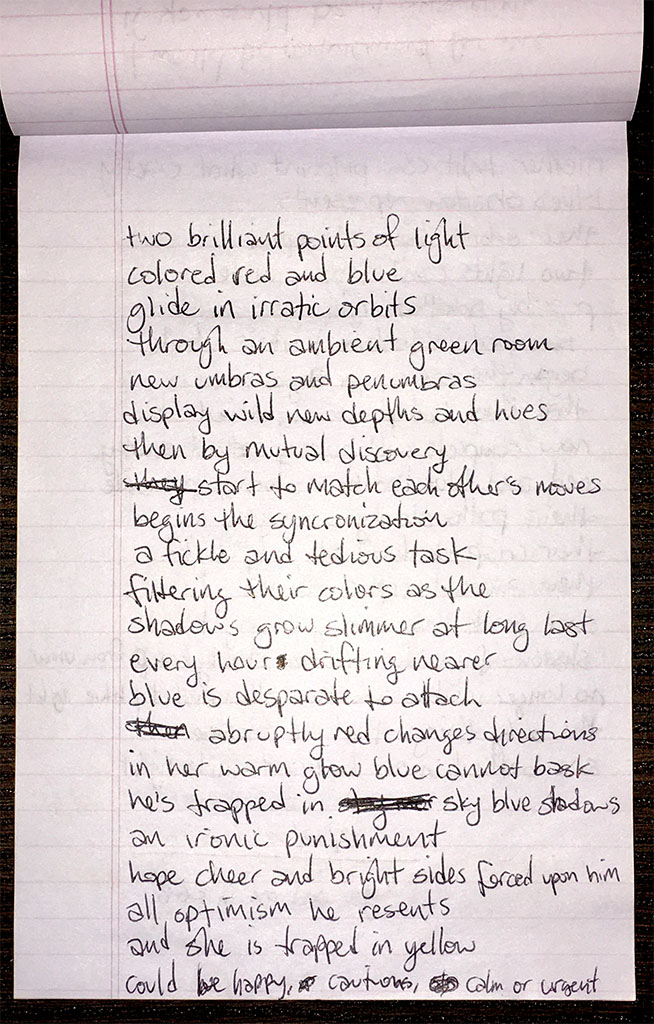 two brilliant points of light
colored red and blue
glide in irratic orbits
through an ambient green room
new umbras and penumbras
display wild new depths and hues
then by mutual discovery
they start to match each other's moves
begins the syncronization
a fickle and tedious task
filtering their colors as the
shadows grow slimmer at long last
every hour drifting nearer
blue is desparate to attach
then abruptly red changes directions
in her warm glow blue cannot bask
he's trapped in sky blue shadows
an ironic punishment
hope cheer and bright sides forced upon him
all optimism he resents
and she is trapped in yellow
could be happy, cautious, calm or urgent